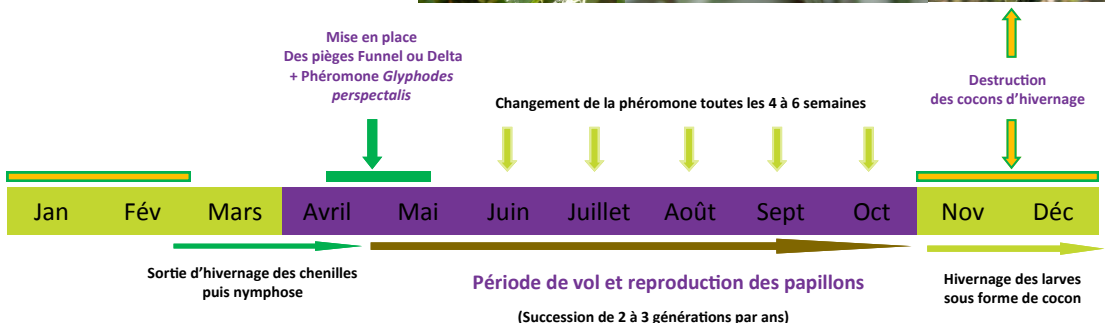 Mise en place
Des pièges Funnel ou Delta
+ Phéromone Glyphodes
perspectalis
Changement de la phéromone toutes les 4 à 6 semaines
Destruction
des cocons d'hivernage
Jan Fév Mars Avril Mai Juin Juillet Août Sept Oct Nov Déc
Sortie d'hivernage des chenilles
puis nymphose
Période de vol et reproduction des papillons
(Succession de 2 à 3 générations par ans)
Hivernage des larves
sous forme de cocon